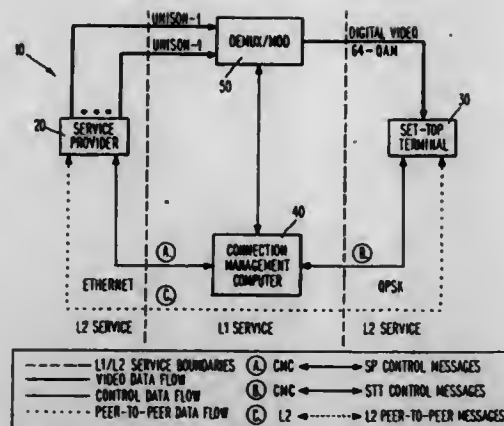 UNISON-1
UNISON-1
10
DEMUX/MOD
50
DIGITAL VIDEO
64-QAM
20
SERVICE
PROVIDER
30
SET-TOP
TERMINAL
40
CONNECTION
MANAGEMENT
COMPUTER
A.
B.
C.
ETHERNET
QPSK
L2 SERVICE
L1 SERVICE
L2 SERVICE
L1/L2 SERVICE BOUNDARIES
VIDEO DATA FLOW
CONTROL DATA FLOW
PEER-TO-PEER DATA FLOW
A. CMC SP CONTROL MESSAGES
B. CMC STT CONTROL MESSAGES
C. L2 L2 PEER-TO-PEER MESSAGES